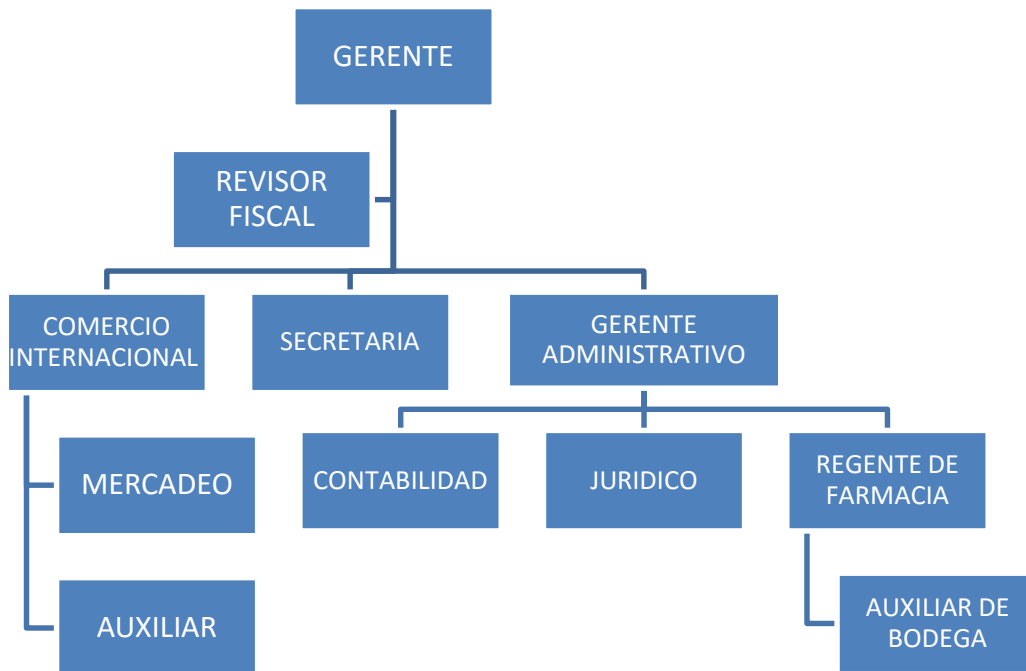 GERENTE
REVISOR
FISCAL
COMERCIO
INTERNACIONAL
SECRETARIA
GERENTE
ADMINISTRATIVO
MERCADEO
CONTABILIDAD
JURIDICO
REGENTE DE
FARMACIA
AUXILIAR
AUXILIAR DE
BODEGA